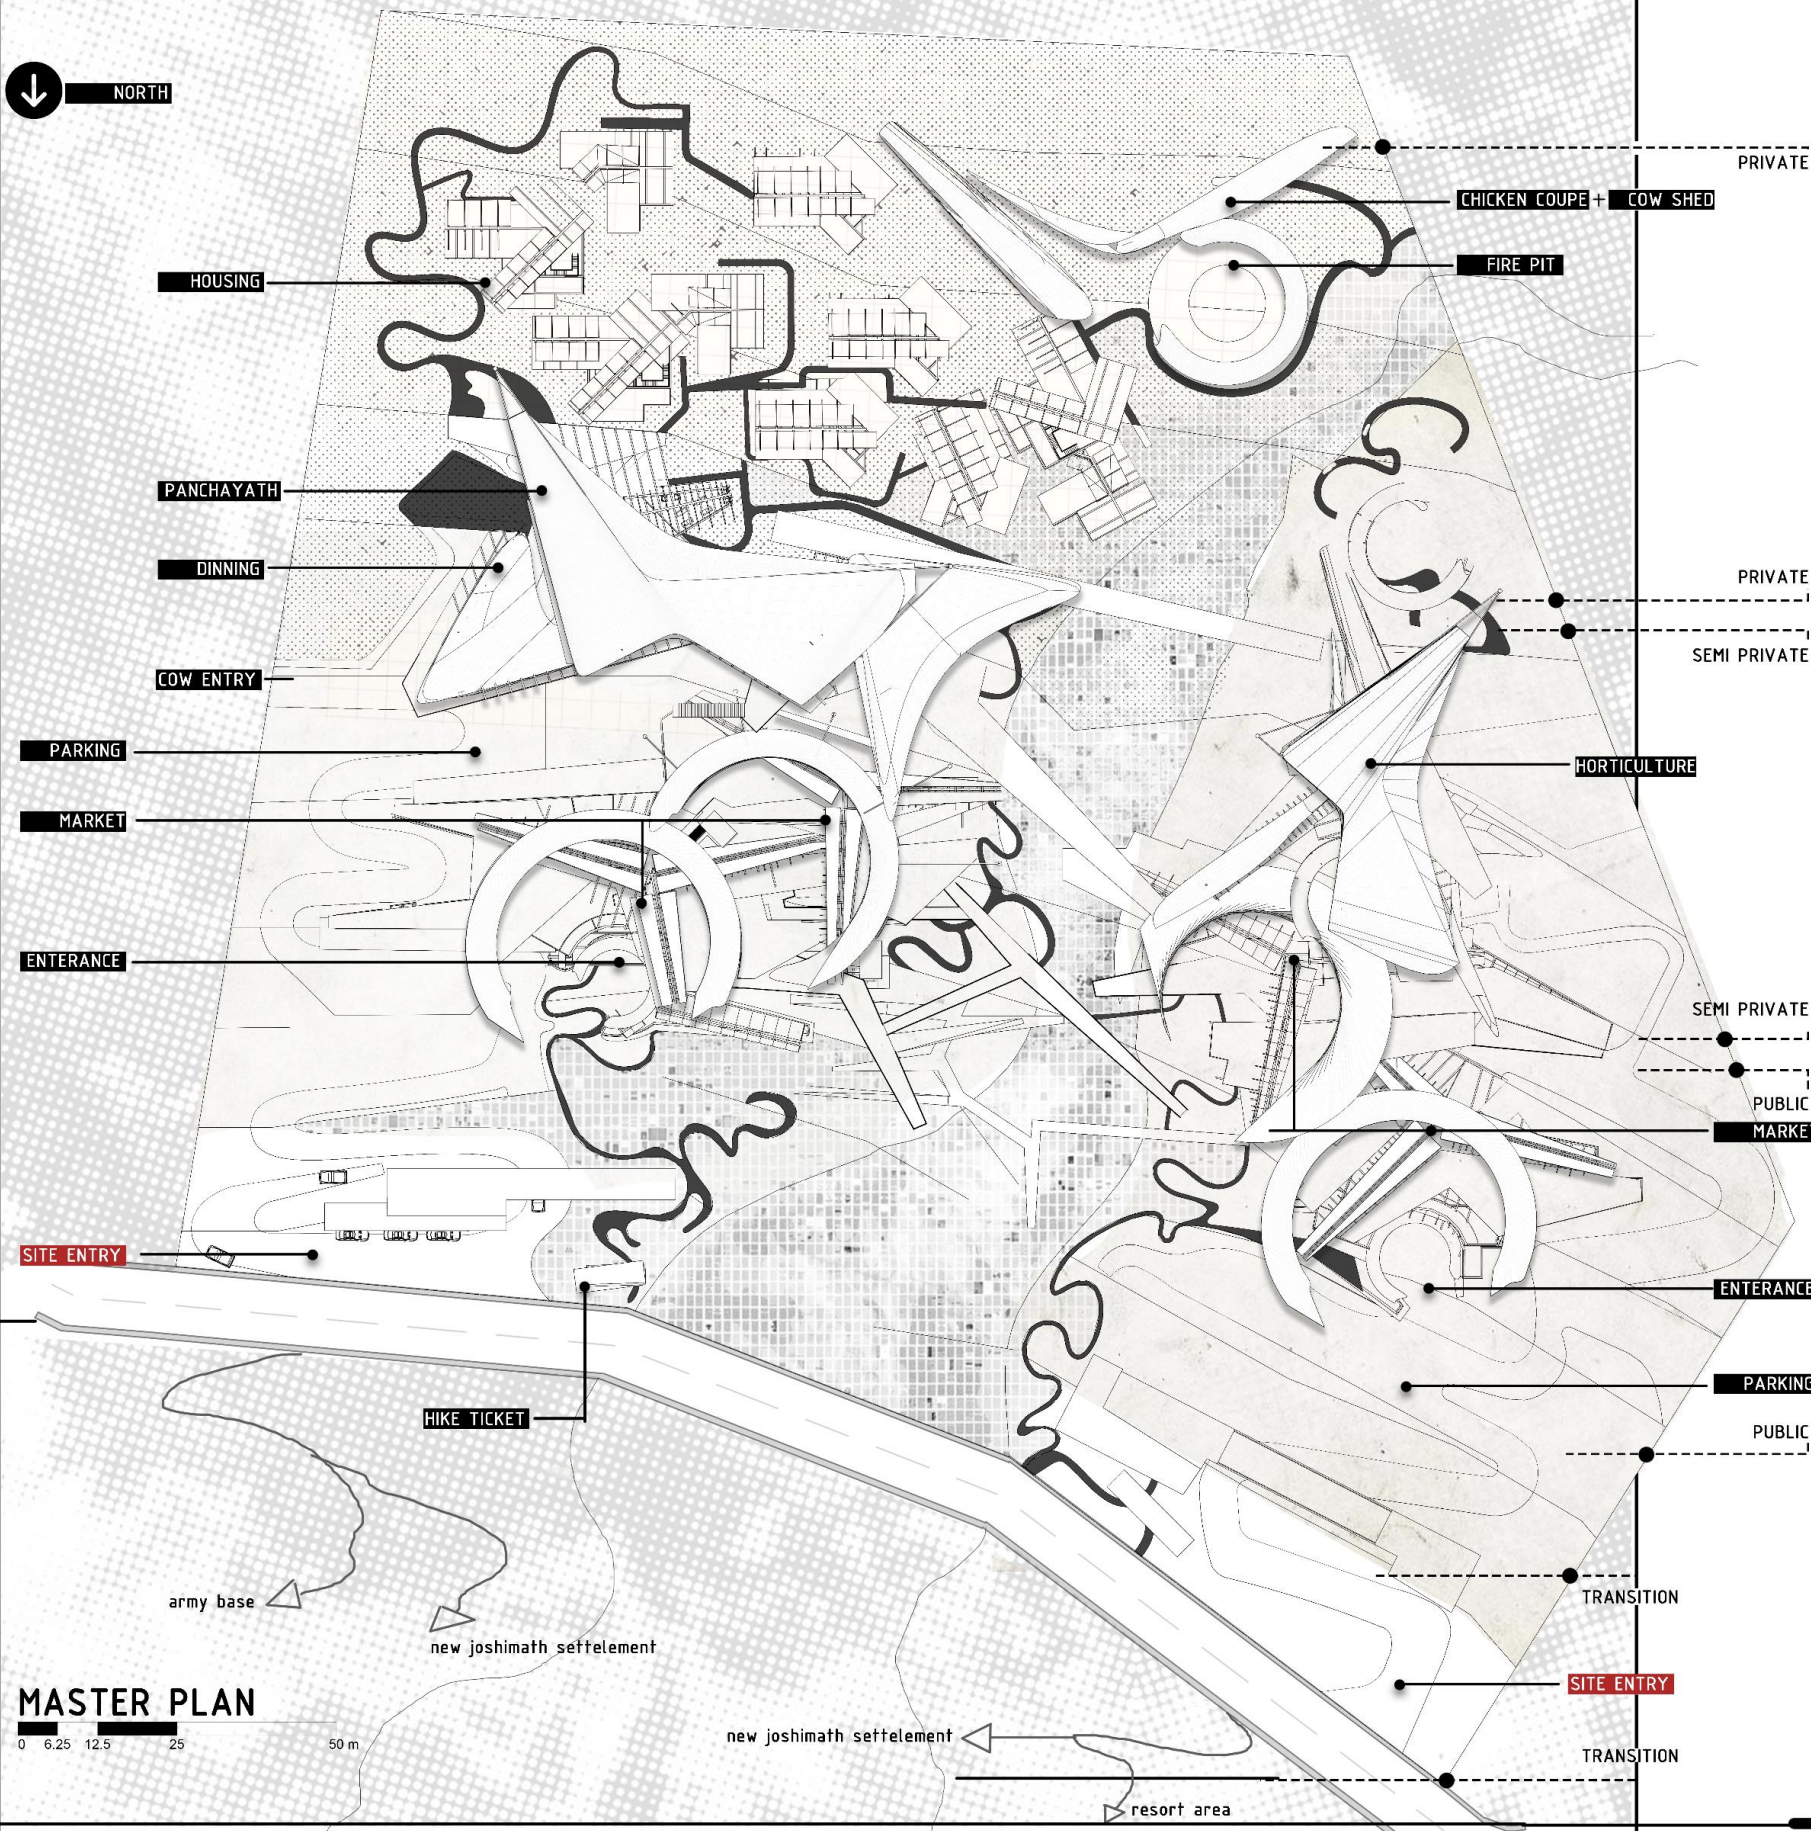 NORTH
PRIVATE
CHICKEN COUPE + COW SHED
FIRE PIT
HOUSING
PANCHAYATH
DINNING
PRIVATE
SEMI PRIVATE
COW ENTRY
PARKING
HORTICULTURE
MARKET
ENTERANCE
SEMI PRIVATE
PUBLIC
MARKE
SITE ENTRY
ENTERANCE
PARKING
HIKE TICKET
PUBLIC
TRANSITION
army base
new joshimath settelement
SITE ENTRY
MASTER PLAN
0 6.25 12.5 25 50 m
new joshimath settelement
TRANSITION
resort area